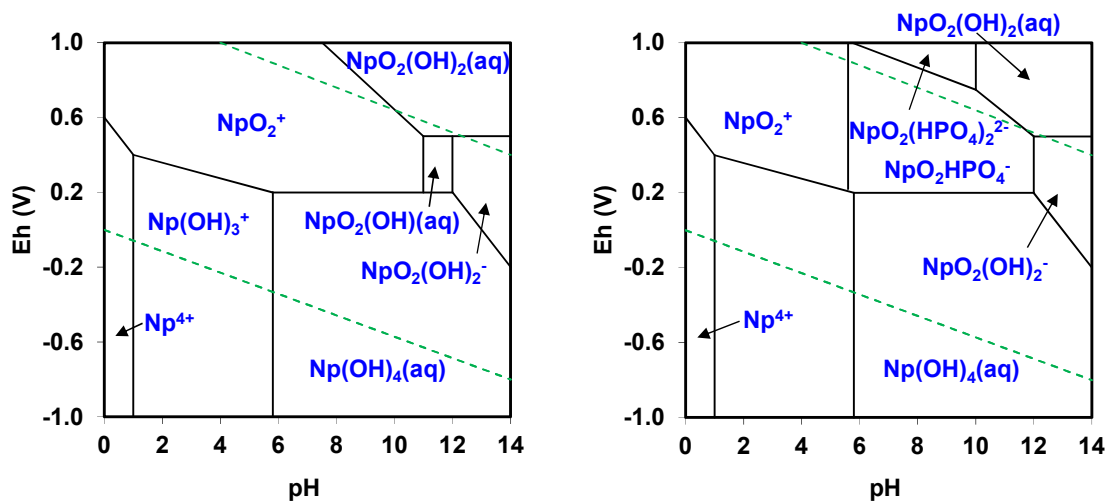 1.0
0.6
0.2
-0.2
-0.6
-1.0
Eh (V)
0 2 4 6 8 10 12 14
pH
NpO₂(OH)₂(aq)
NpO₂⁺
Np(OH)₃⁺
NpO₂(OH)(aq)
NpO₂(OH)₂⁻
Np⁴⁺
Np(OH)₄(aq)
NpO₂(OH)₂(aq)
1.0
0.6
0.2
-0.2
-0.6
-1.0
Eh (V)
0 2 4 6 8 10 12 14
pH
NpO₂⁺
NpO₂(HPO₄)₂²⁻
NpO₂HPO₄⁻
NpO₂(OH)₂⁻
Np⁴⁺
Np(OH)₄(aq)